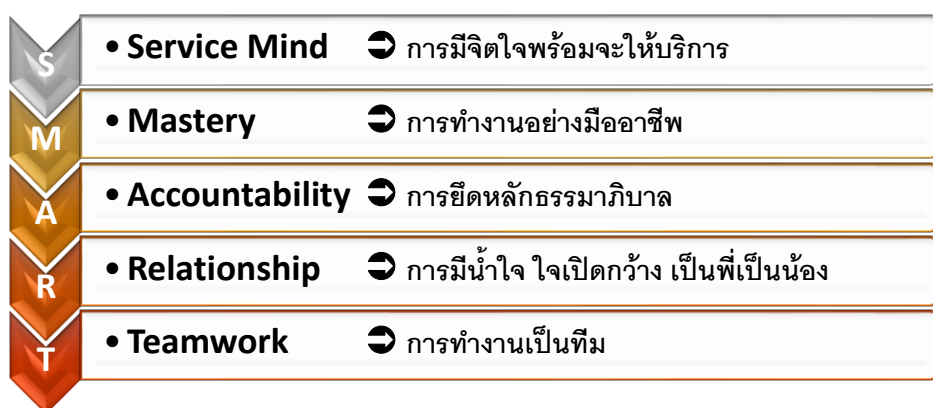 S • Service Mind ➲ การมีจิตใจพร้อมจะให้บริการ
M • Mastery ➲ การทำงานอย่างมืออาชีพ
A • Accountability ➲ การยึดหลักธรรมาภิบาล
R • Relationship ➲ การมีน้ำใจ ใจเปิดกว้าง เป็นพี่เป็นน้อง
T • Teamwork ➲ การทำงานเป็นทีม